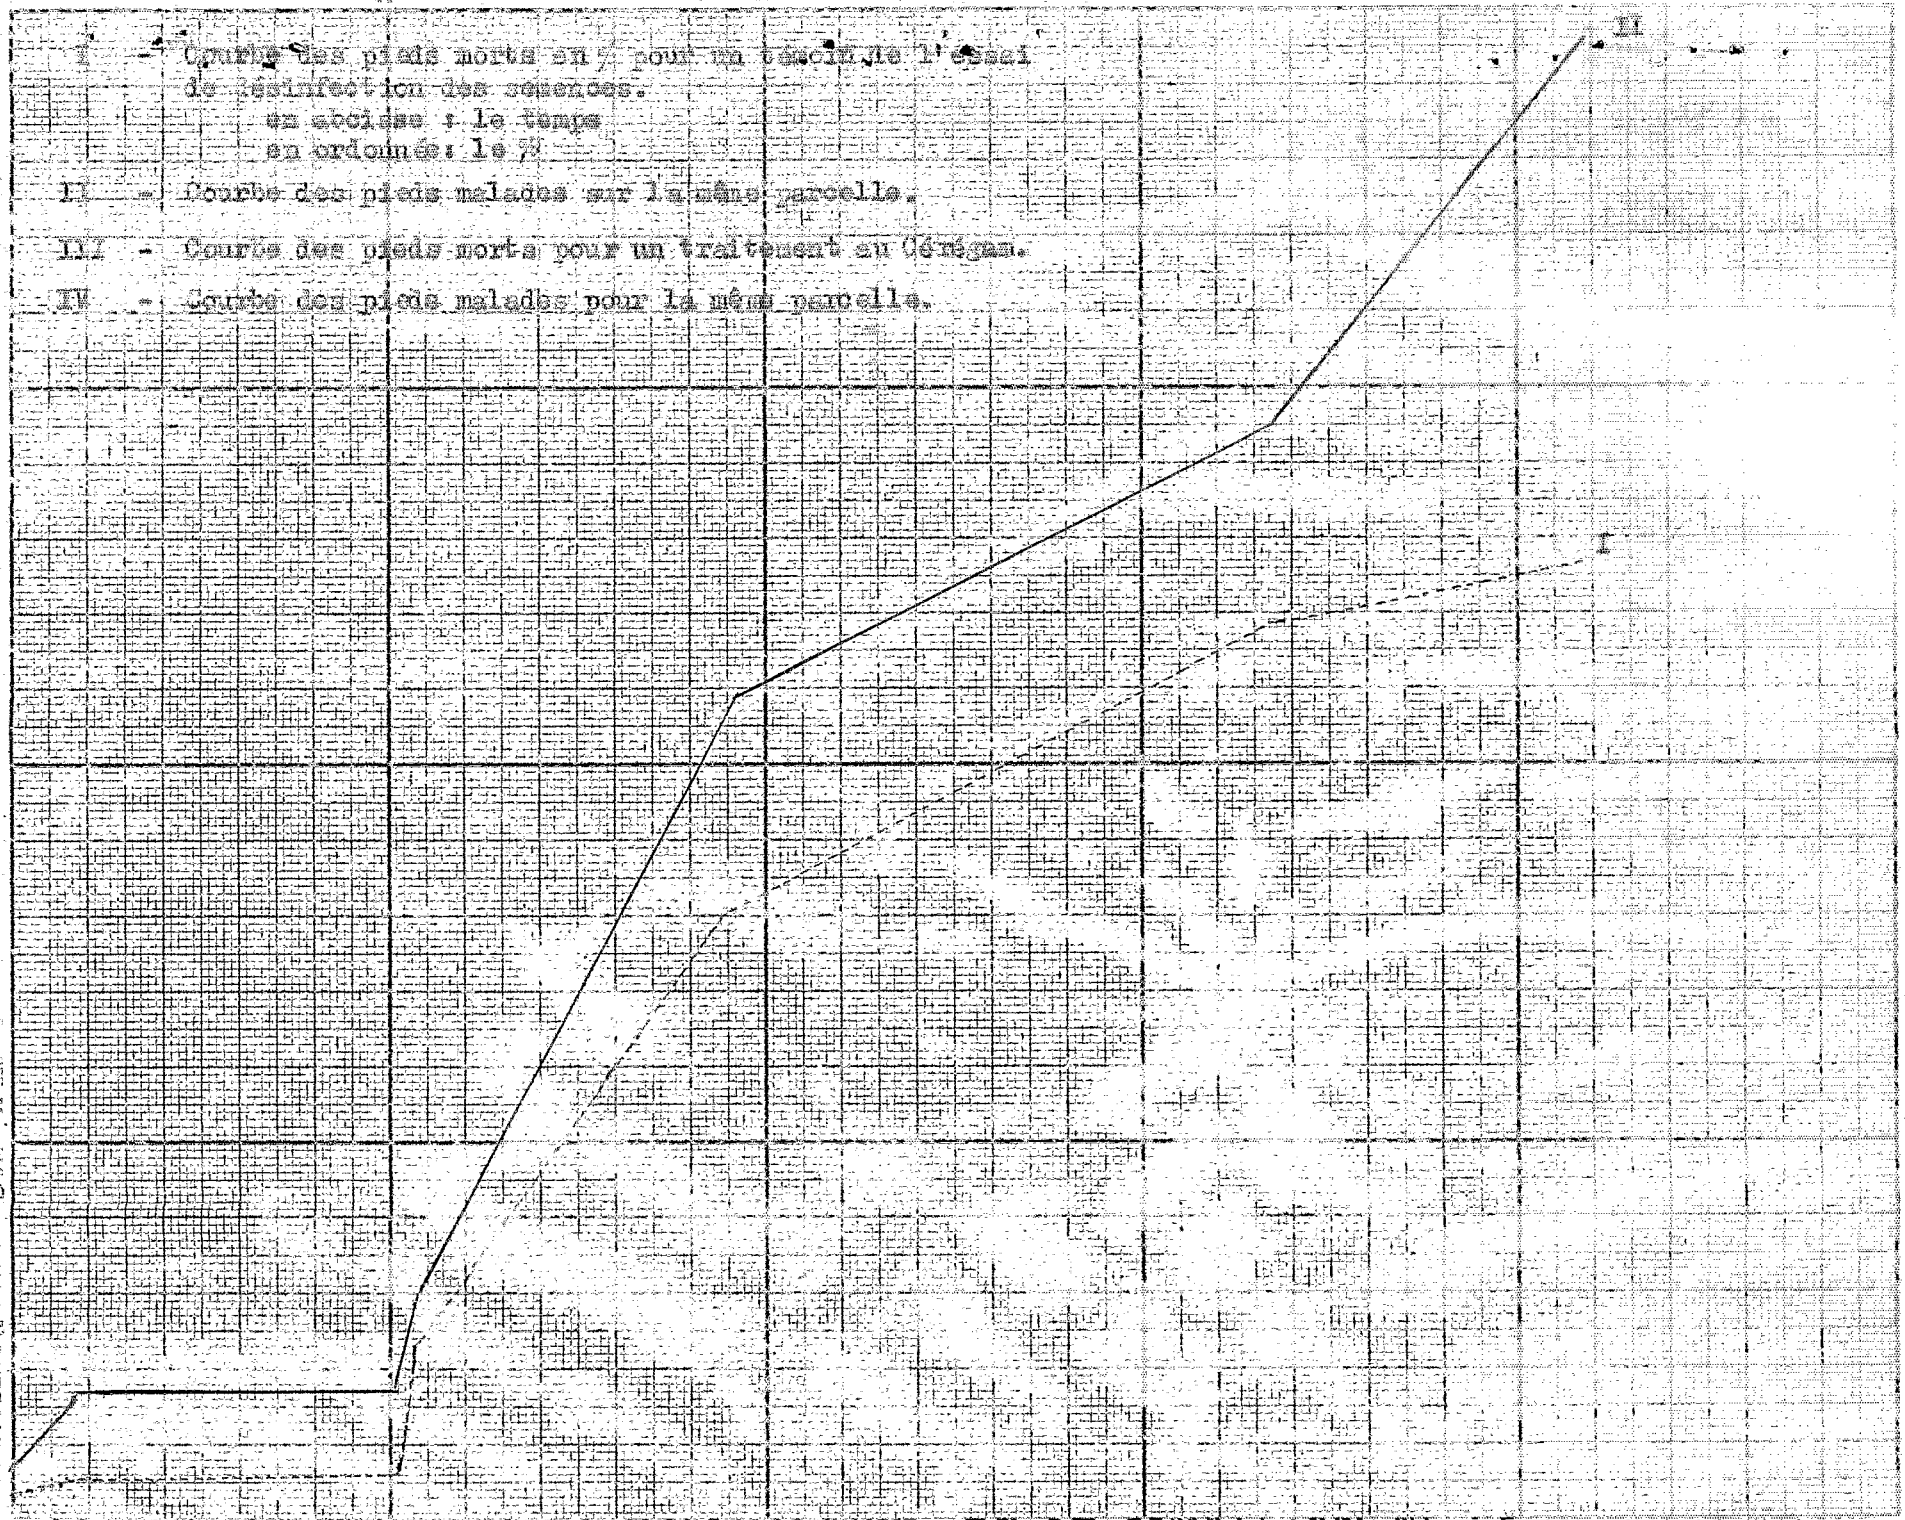 I - Courbe des pieds morts en % pour un témoin de l'essai
de désinfection des semences.
en accisse : le temps
en ordonnée: le %
II - Courbe des pieds malades sur la même parcelle.
III - Courbe des pieds morts pour un traitement au
IV - Courbe des pieds malades pour la même parcelle.
II
I